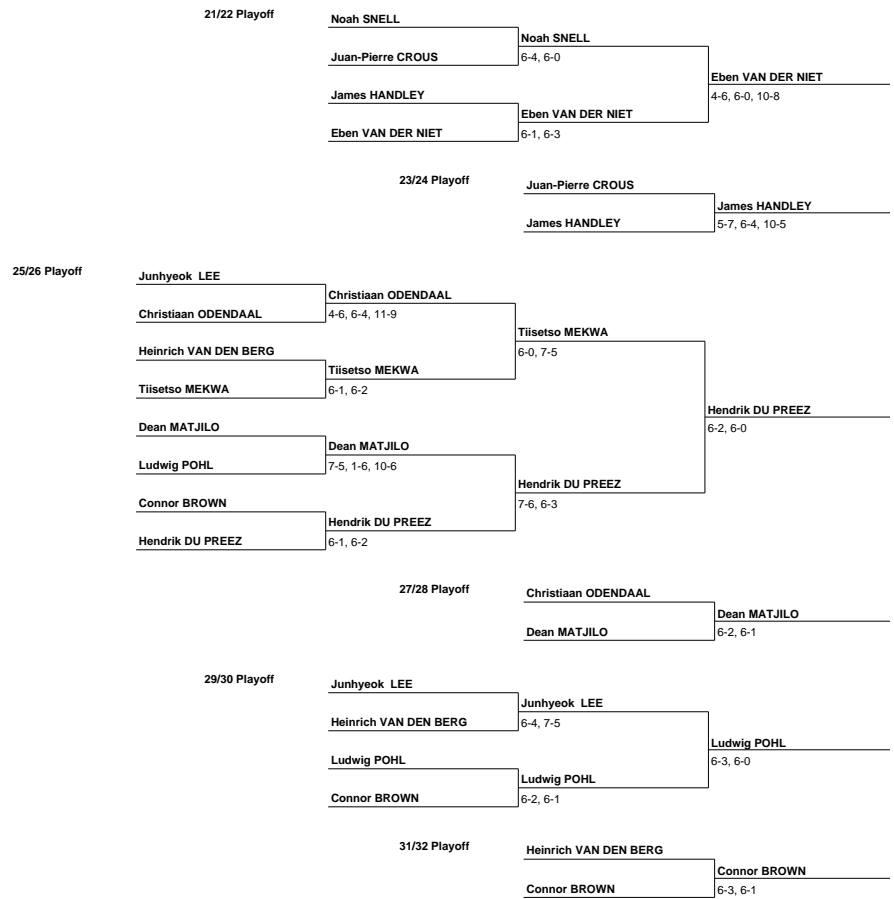 21/22 Playoff
Noah SNELL
Noah SNELL
Juan-Pierre CROUS
6-4, 6-0
Eben VAN DER NIET
4-6, 6-0, 10-8
James HANDLEY
Eben VAN DER NIET
Eben VAN DER NIET
6-1, 6-3
23/24 Playoff
Juan-Pierre CROUS
James HANDLEY
James HANDLEY
5-7, 6-4, 10-5
25/26 Playoff
Junhyeok LEE
Christiaan ODENDAAL
Christiaan ODENDAAL
4-6, 6-4, 11-9
Tiisetso MEKWA
6-0, 7-5
Heinrich VAN DEN BERG
Tiisetso MEKWA
Tiisetso MEKWA
6-1, 6-2
Hendrik DU PREEZ
6-2, 6-0
Dean MATJILO
Dean MATJILO
Ludwig POHL
7-5, 1-6, 10-6
Hendrik DU PREEZ
7-6, 6-3
Connor BROWN
Hendrik DU PREEZ
Hendrik DU PREEZ
6-1, 6-2
27/28 Playoff
Christiaan ODENDAAL
Dean MATJILO
Dean MATJILO
6-2, 6-1
29/30 Playoff
Junhyeok LEE
Junhyeok LEE
Heinrich VAN DEN BERG
6-4, 7-5
Ludwig POHL
6-3, 6-0
Ludwig POHL
Ludwig POHL
Connor BROWN
6-2, 6-1
31/32 Playoff
Heinrich VAN DEN BERG
Connor BROWN
Connor BROWN
6-3, 6-1